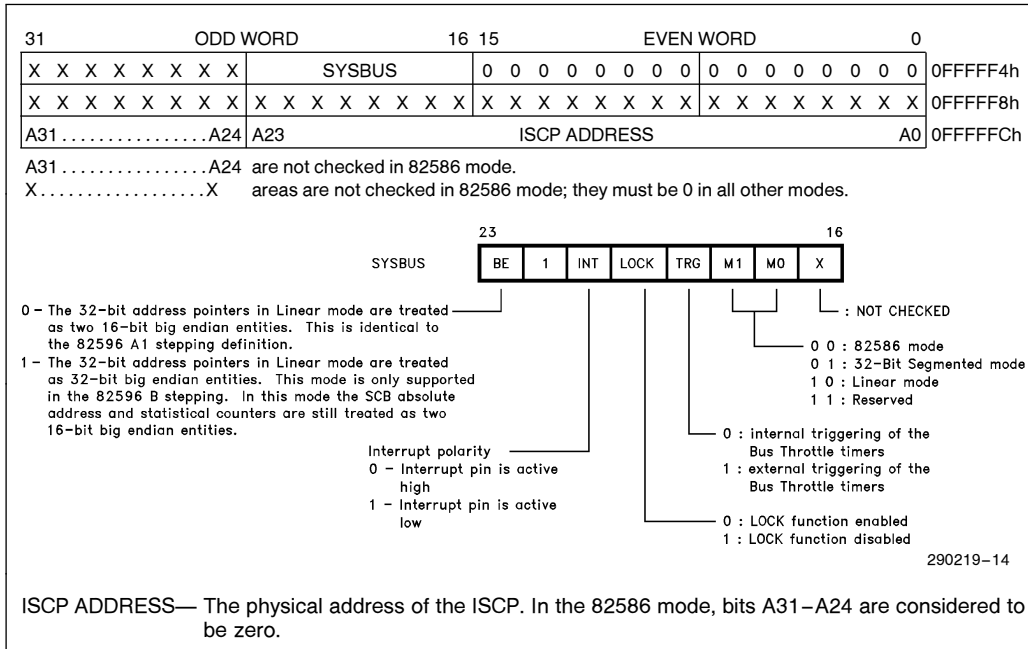 31 ODD WORD 16 15 EVEN WORD 0
X X X X X X X X SYSBUS 0 0 0 0 0 0 0 0 0 0 0 0 0 0 0 0 0FFFFF4h
X X X X X X X X X X X X X X X X X X X X X X X X X X X X X X X X 0FFFFF8h
A31 . . . . . . . . . . . . . . . . A24 A23 ISCP ADDRESS A0 0FFFFFCh
A31 . . . . . . . . . . . . . . . . A24 are not checked in 82586 mode.
X . . . . . . . . . . . . . . . . . . X areas are not checked in 82586 mode; they must be 0 in all other modes.
23 16
SYSBUS BE 1 INT LOCK TRG M1 M0 X
0 – The 32-bit address pointers in Linear mode are treated
as two 16-bit big endian entities. This is identical to
the 82596 A1 stepping definition.
1 – The 32-bit address pointers in Linear mode are treated
as 32-bit big endian entities. This mode is only supported
in the 82596 B stepping. In this mode the SCB absolute
address and statistical counters are still treated as two
16-bit big endian entities.
: NOT CHECKED
0 0 : 82586 mode
0 1 : 32-Bit Segmented mode
1 0 : Linear mode
1 1 : Reserved
Interrupt polarity
0 – Interrupt pin is active
high
1 – Interrupt pin is active
low
0 : internal triggering of the
Bus Throttle timers
1 : external triggering of the
Bus Throttle timers
0 : LOCK function enabled
1 : LOCK function disabled
290219–14
ISCP ADDRESS— The physical address of the ISCP. In the 82586 mode, bits A31–A24 are considered to
be zero.